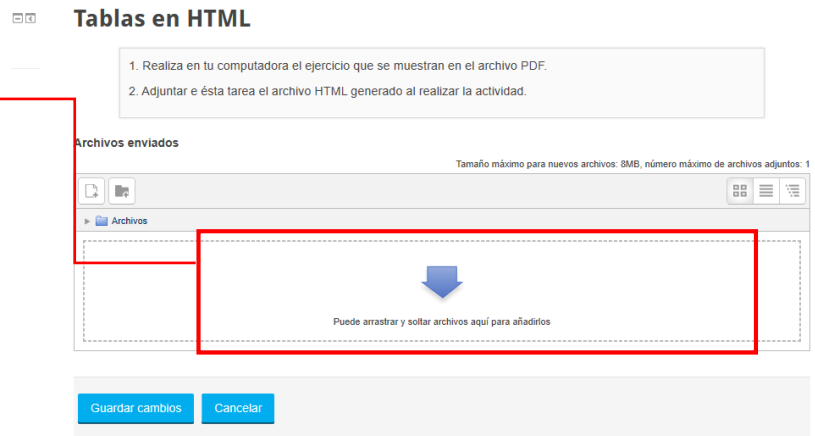 Tablas en HTML
1. Realiza en tu computadora el ejercicio que se muestran en el archivo PDF.
2. Adjuntar e ésta tarea el archivo HTML generado al realizar la actividad.
Archivos enviados
Tamaño máximo para nuevos archivos: 8MB, número máximo de archivos adjuntos: 1
Archivos
Puede arrastrar y soltar archivos aquí para añadirlos
Guardar cambios Cancelar